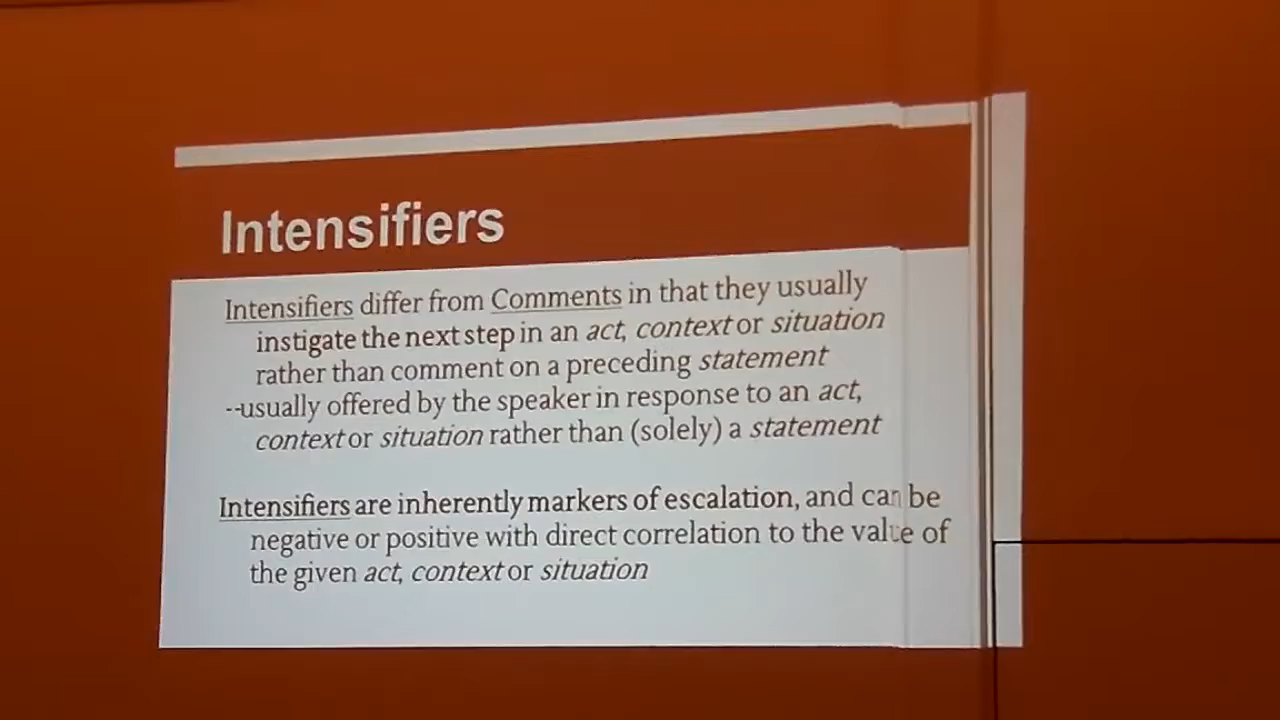 Intensifiers
Intensifiers differ from Comments in that they usually
instigate the next step in an act, context or situation
rather than comment on a preceding statement
--usually offered by the speaker in response to an act,
context or situation rather than (solely) a statement
Intensifiers are inherently markers of escalation, and can be
negative or positive with direct correlation to the value of
the given act, context or situation